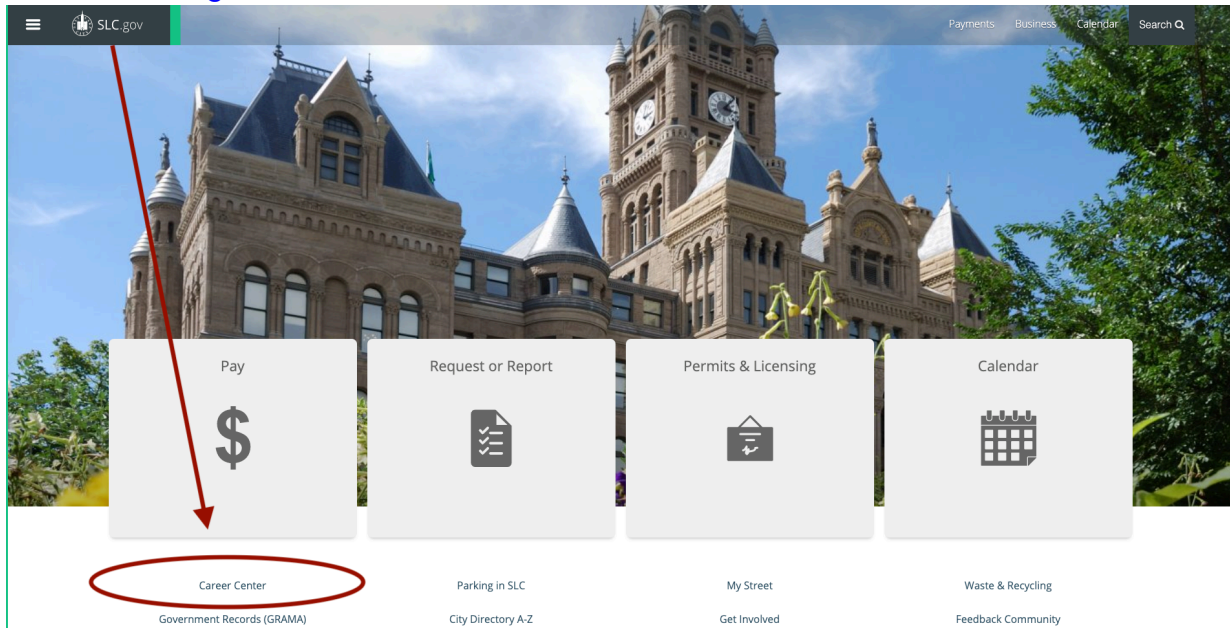 SLC.gov
Payments Business Calendar Search
Pay Request or Report Permits & Licensing Calendar
$
Career Center Parking in SLC My Street Waste & Recycling
Government Records (GRAMA) City Directory A-Z Get Involved Feedback Community